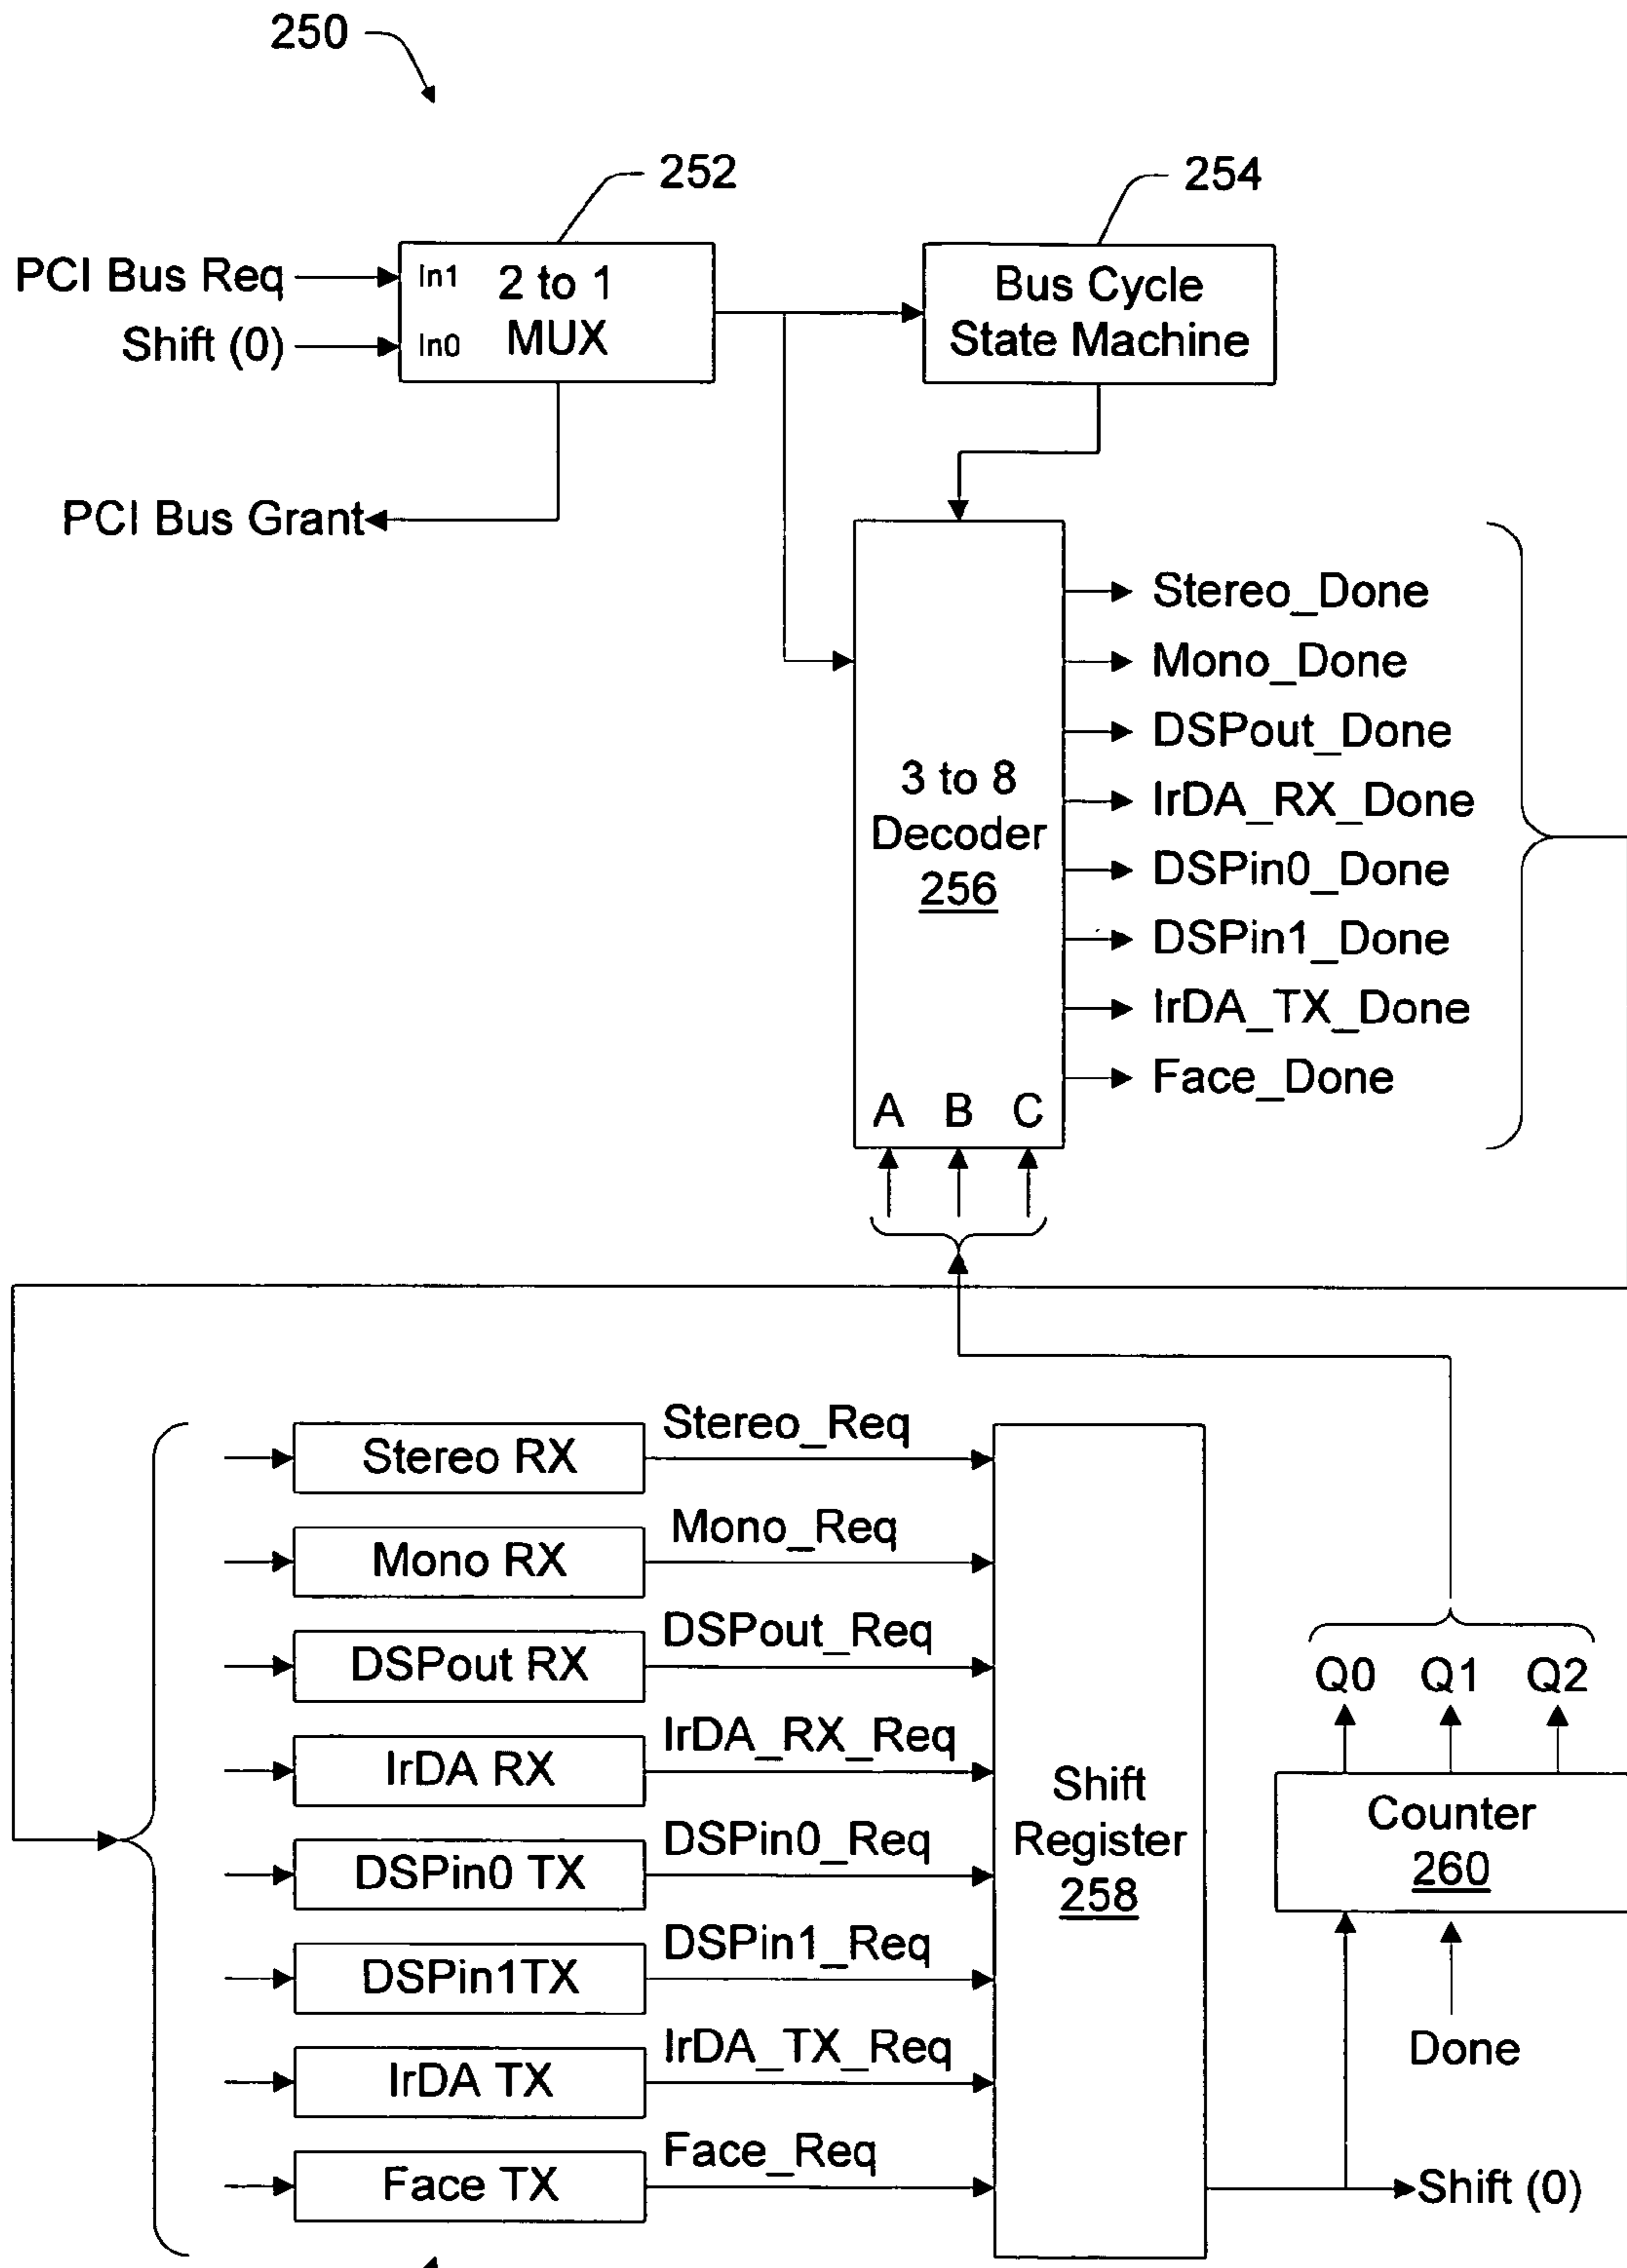 250
252
254
PCI Bus Req
In1
2 to 1
MUX
Shift (0)
In0
Bus Cycle
State Machine
PCI Bus Grant
Stereo_Done
Mono_Done
DSPout_Done
IrDA_RX_Done
DSPin0_Done
DSPin1_Done
IrDA_TX_Done
Face_Done
3 to 8
Decoder
256
A B C
Stereo RX
Stereo_Req
Mono RX
Mono_Req
DSPout RX
DSPout_Req
IrDA RX
IrDA_RX_Req
DSPin0 TX
DSPin0_Req
DSPin1TX
DSPin1_Req
IrDA TX
IrDA_TX_Req
Face TX
Face_Req
Shift
Register
258
Q0 Q1 Q2
Counter
260
Done
Shift (0)